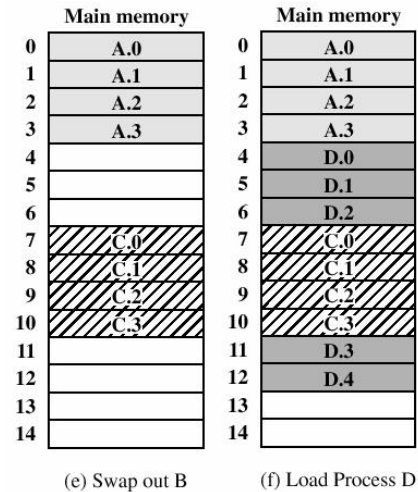 Main memory
0 A.0
1 A.1
2 A.2
3 A.3
4
5
6
7 C.0
8 C.1
9 C.2
10 C.3
11
12
13
14
(e) Swap out B
Main memory
0 A.0
1 A.1
2 A.2
3 A.3
4 D.0
5 D.1
6 D.2
7 C.0
8 C.1
9 C.2
10 C.3
11 D.3
12 D.4
13
14
(f) Load Process D